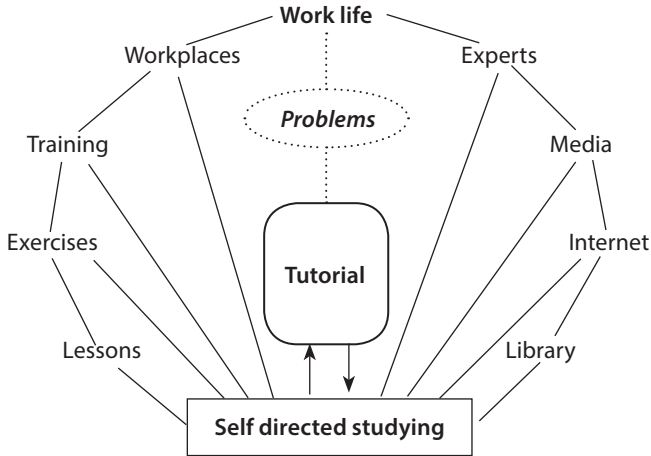 Work life
Workplaces
Experts
Problems
Training
Media
Exercises
Internet
Tutorial
Lessons
Library
Self directed studying